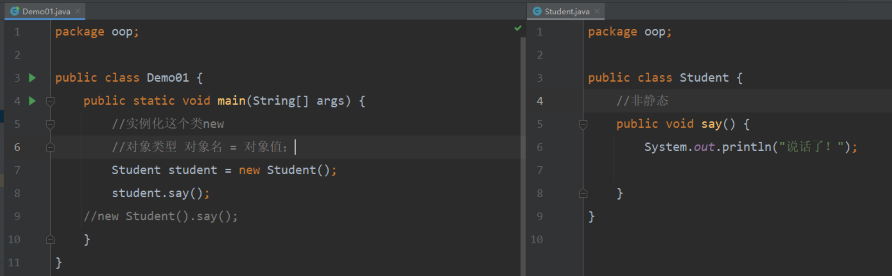 Demo01.java
1 package oop;
2
3 public class Demo01 {
4 public static void main(String[] args) {
5 //实例化这个类new
6 //对象类型 对象名 = 对象值;
7 Student student = new Student();
8 student.say();
9 //new Student().say();
10 }
11 }
Student.java
1 package oop;
2
3 public class Student {
4 //非静态
5 public void say() {
6 System.out.println("说话了!");
7
8 }
9 }
10